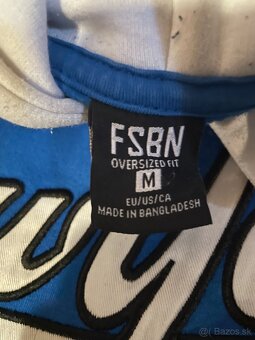 FSBN
OVERSIZED FIT
M
EU/US/CA
MADE IN BANGLADESH
Bazos.sk